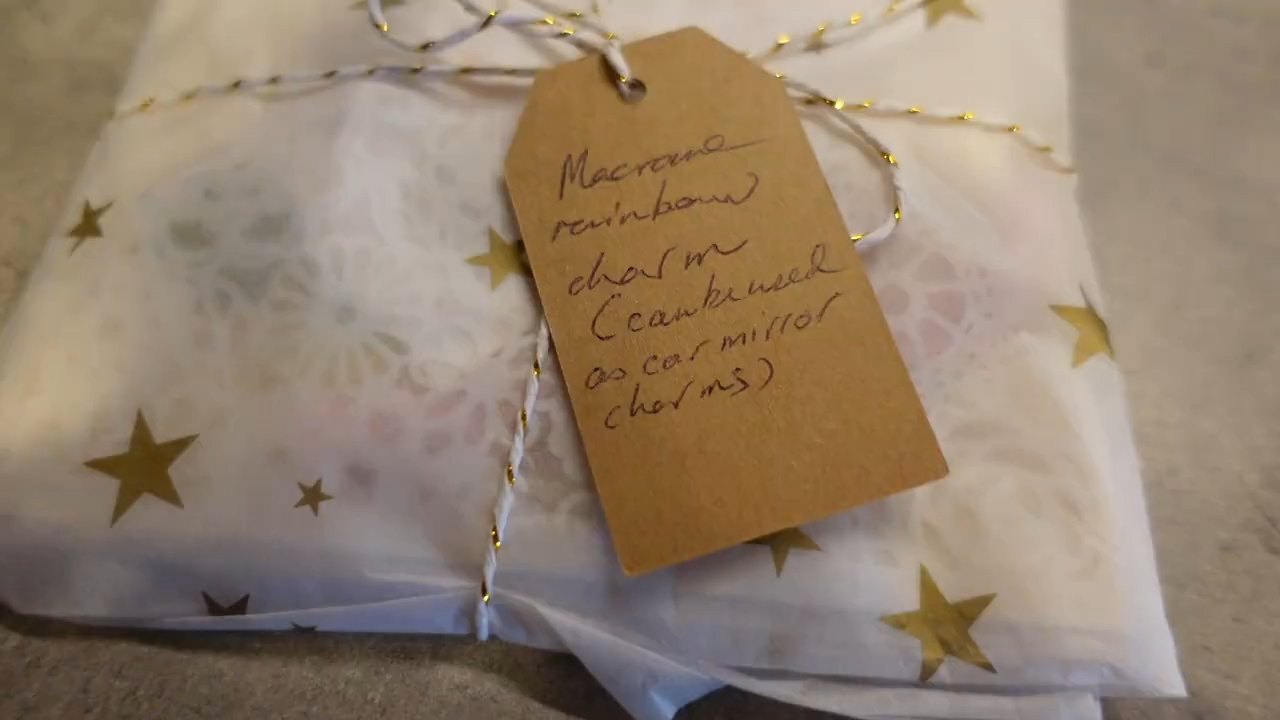 Macrame
rainbow
charm
(can be used
as car mirror
charms)